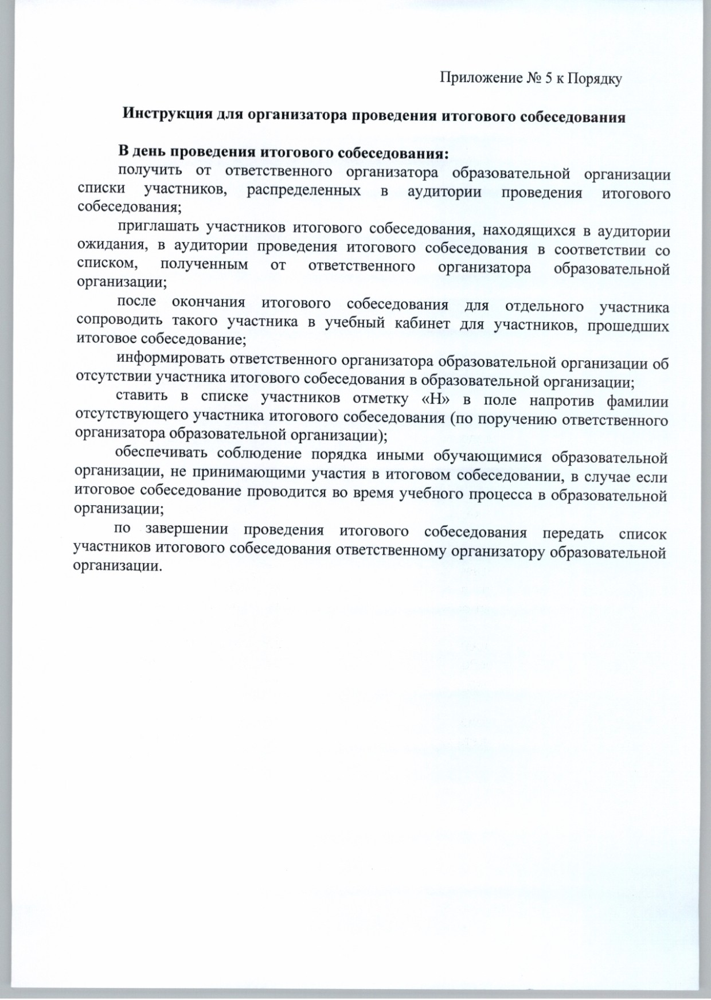 Приложение № 5 к Порядку
Инструкция для организатора проведения итогового собеседования
В день проведения итогового собеседования:
получить от ответственного организатора образовательной организации
списки участников, распределенных в аудитории проведения итогового
собеседования;
приглашать участников итогового собеседования, находящихся в аудитории
ожидания, в аудитории проведения итогового собеседования в соответствии со
списком, полученным от ответственного организатора образовательной
организации;
после окончания итогового собеседования для отдельного участника
сопроводить такого участника в учебный кабинет для участников, прошедших
итоговое собеседование;
информировать ответственного организатора образовательной организации об
отсутствии участника итогового собеседования в образовательной организации;
ставить в списке участников отметку «Н» в поле напротив фамилии
отсутствующего участника итогового собеседования (по поручению ответственного
организатора образовательной организации);
обеспечивать соблюдение порядка иными обучающимися образовательной
организации, не принимающими участия в итоговом собеседовании, в случае если
итоговое собеседование проводится во время учебного процесса в образовательной
организации;
по завершении проведения итогового собеседования передать список
участников итогового собеседования ответственному организатору образовательной
организации.